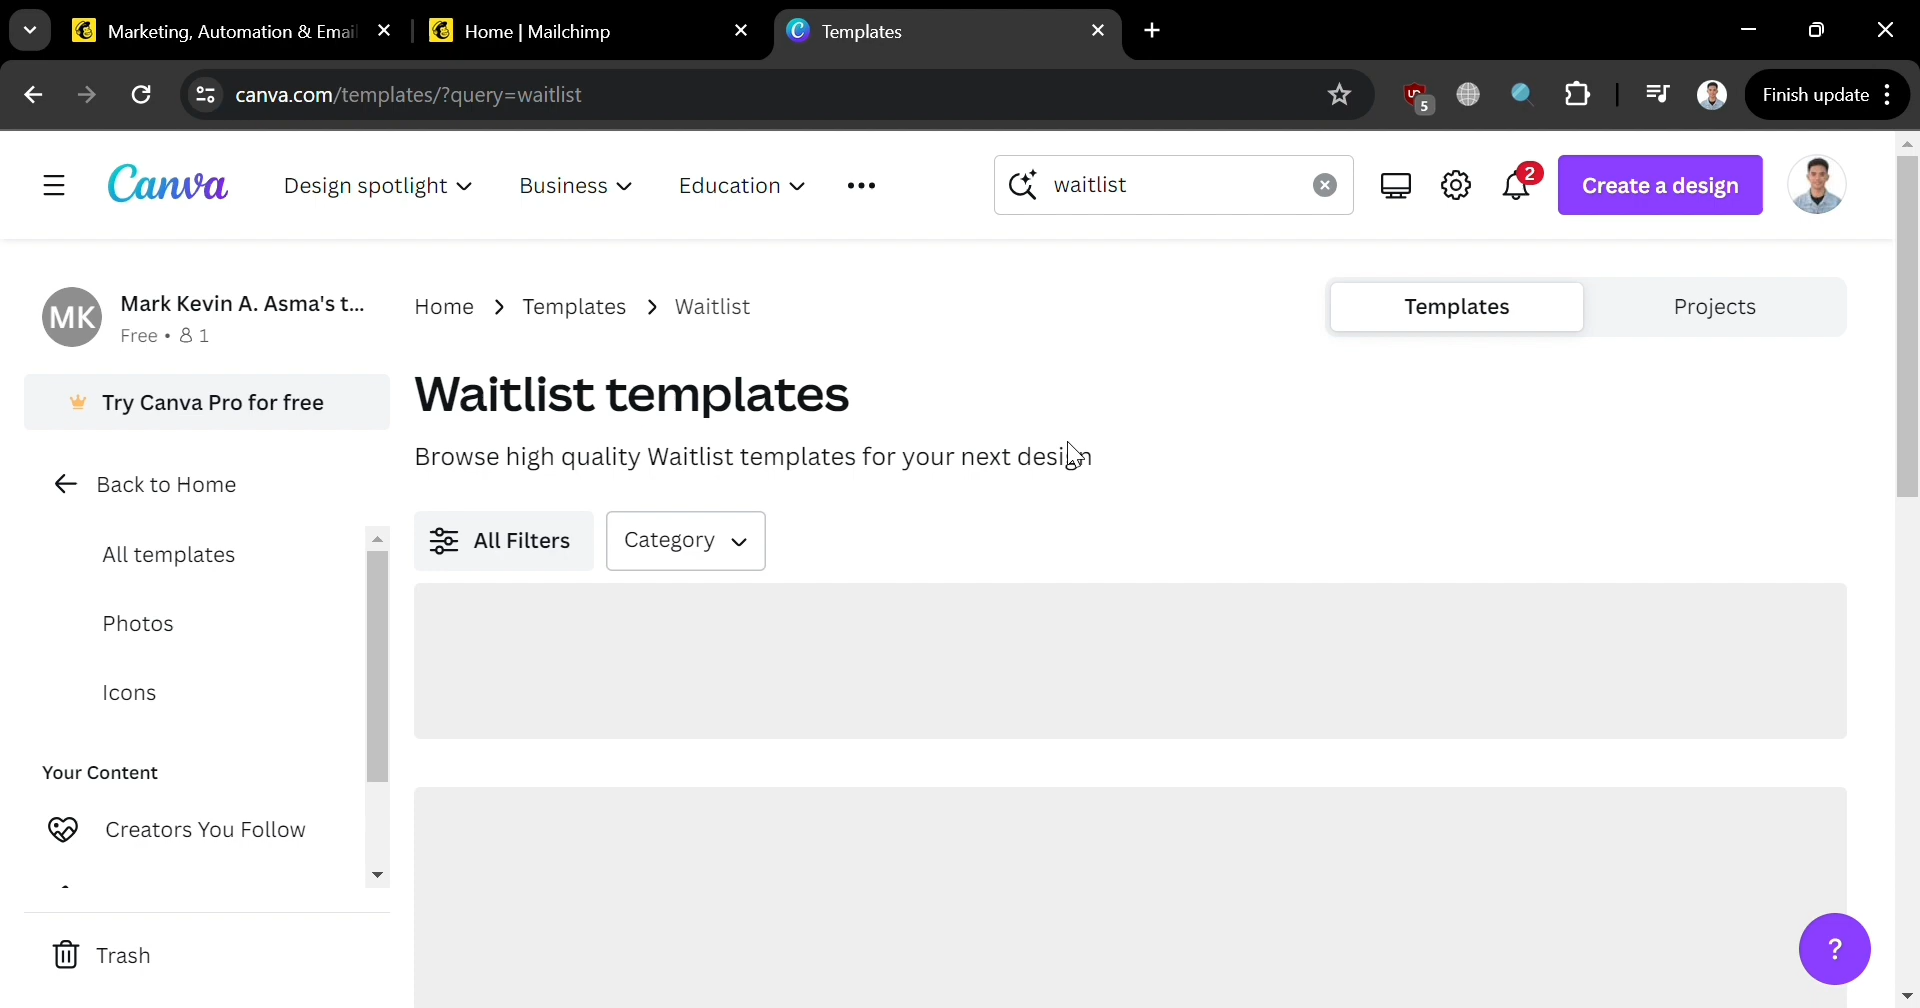 Marketing, Automation & Email
Home | Mailchimp
Templates
canva.com/templates/?query=waitlist
5
Finish update
Canva
Design spotlight
Business
Education
waitlist
2
Create a design
MK
Mark Kevin A. Asma's t...
Free • 1
Home > Templates > Waitlist
Templates
Projects
Try Canva Pro for free
Waitlist templates
Browse high quality Waitlist templates for your next design
Back to Home
All Filters
Category
All templates
Photos
Icons
Your Content
Creators You Follow
Trash
?